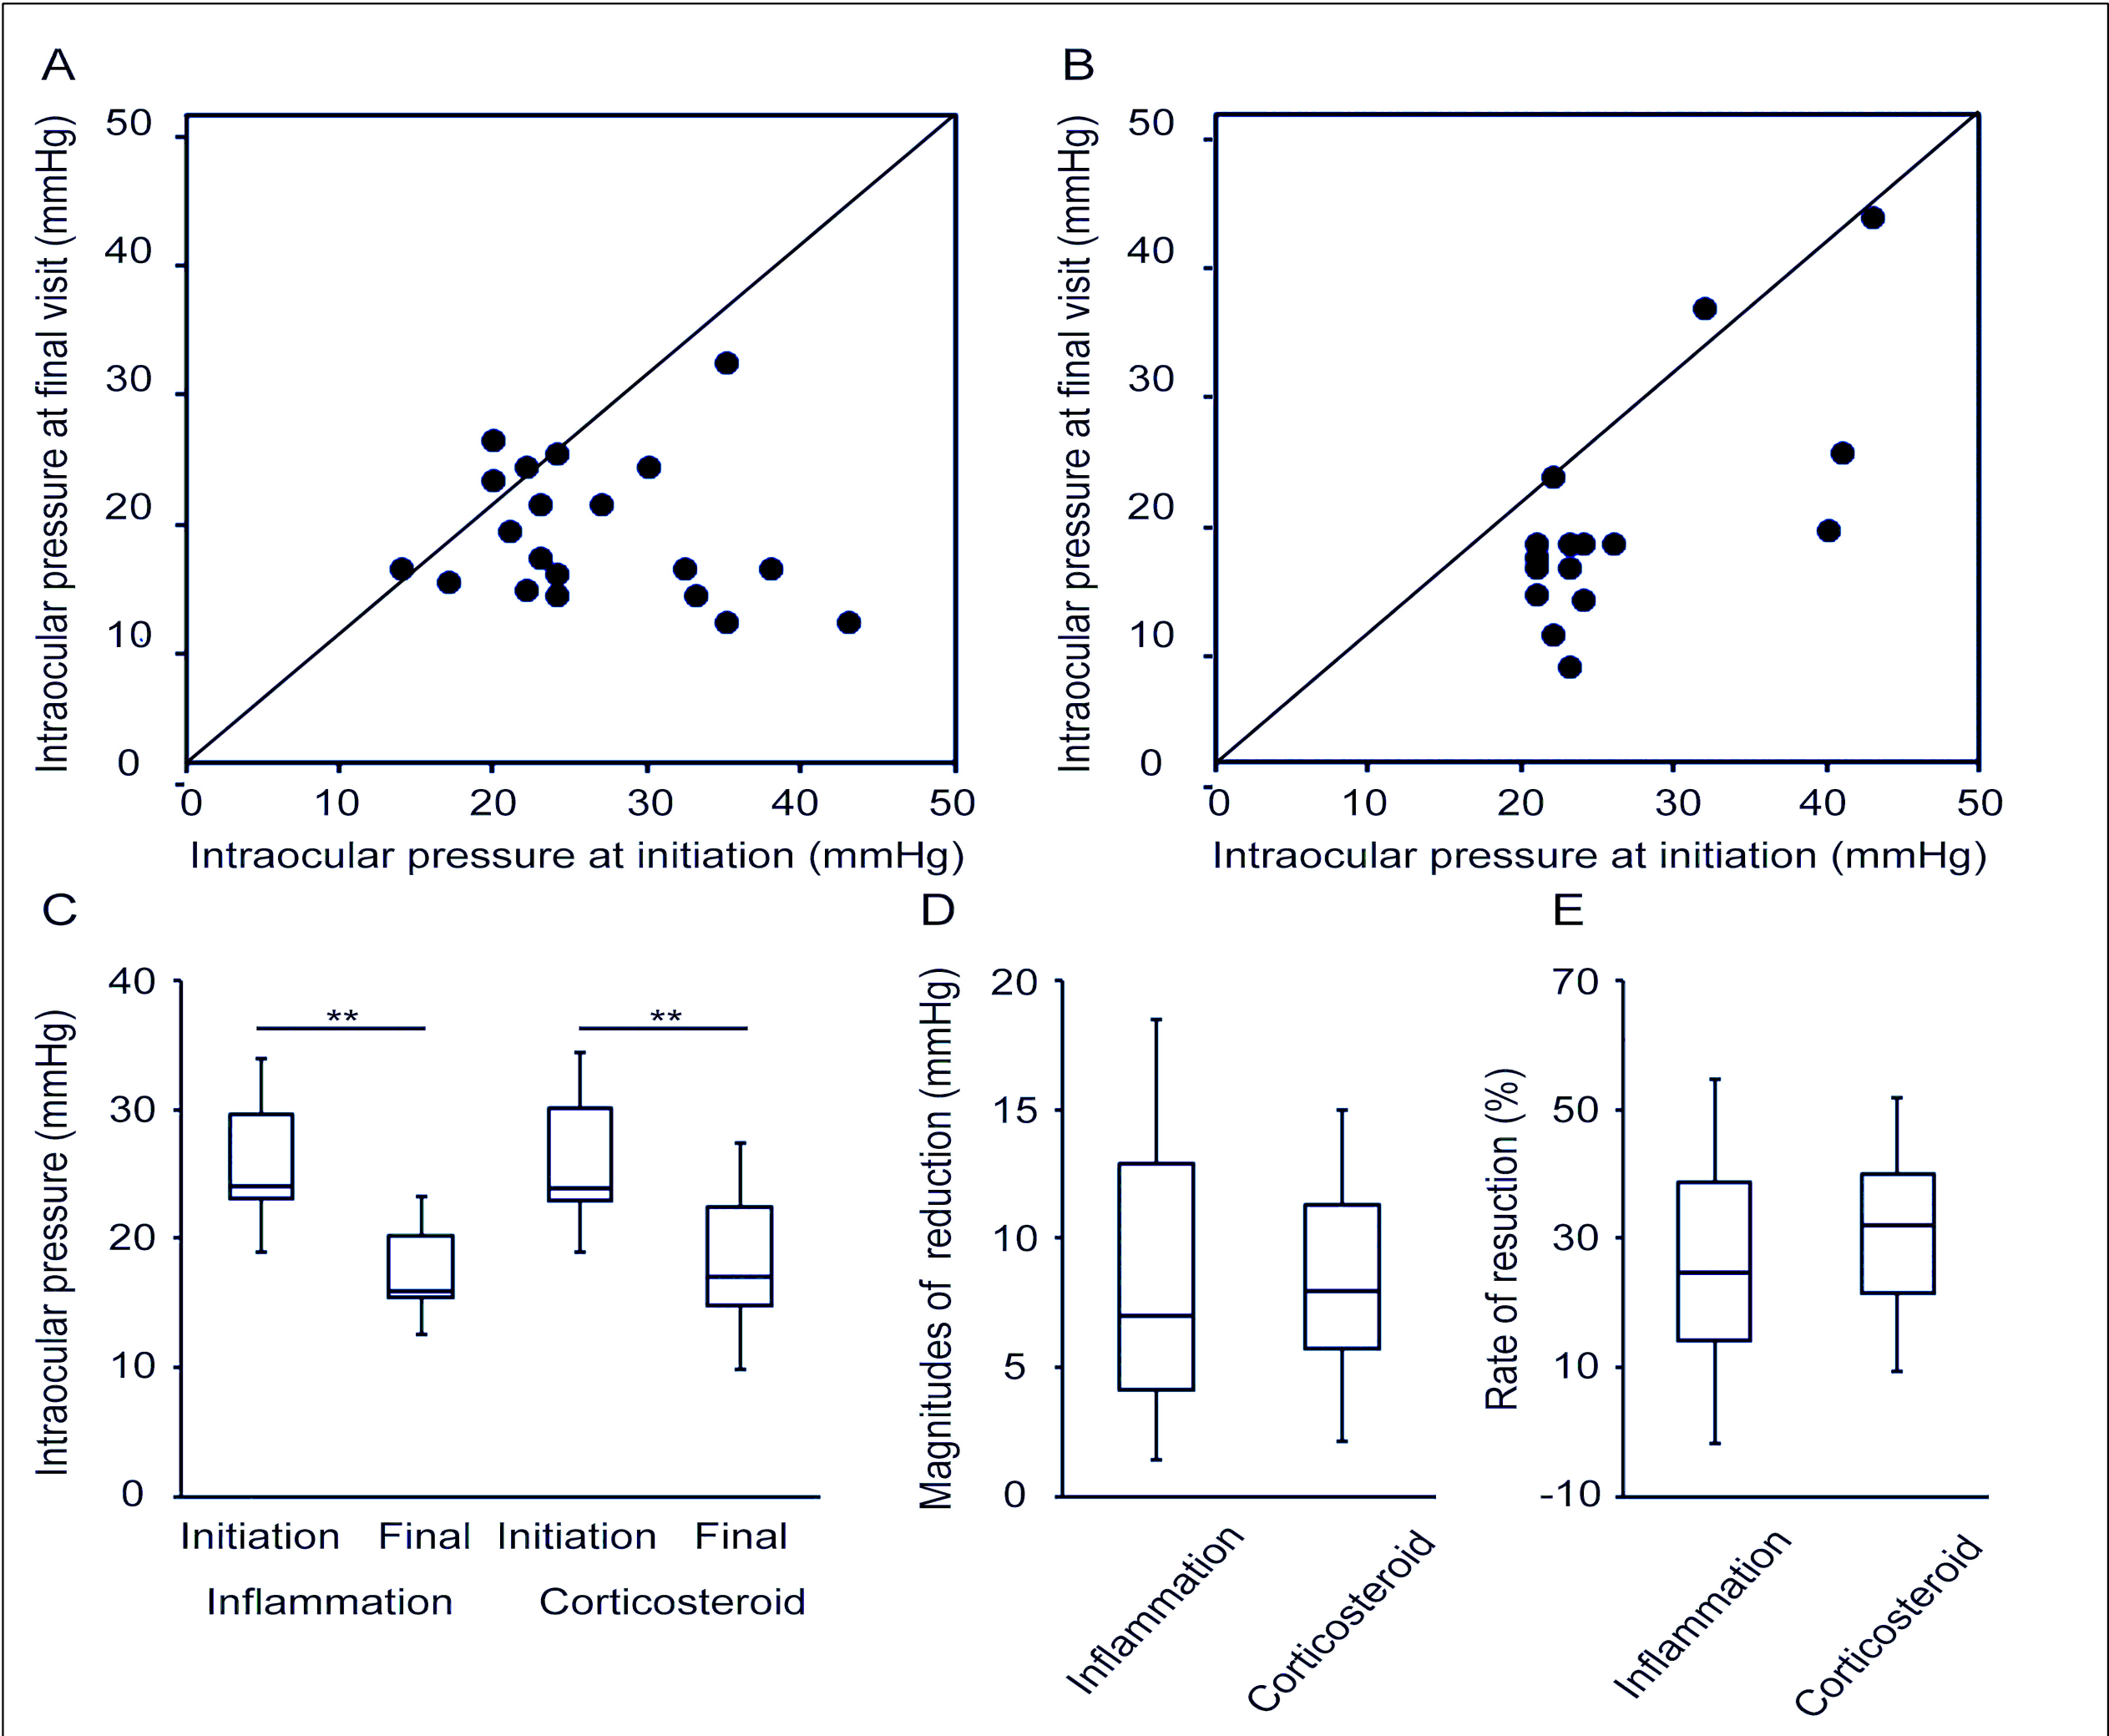 A
Intraocular pressure at final visit (mmHg)
50
40
30
20
10
0
0 10 20 30 40 50
Intraocular pressure at initiation (mmHg)
B
Intraocular pressure at final visit (mmHg)
50
40
30
20
10
0
0 10 20 30 40 50
Intraocular pressure at initiation (mmHg)
C
Intraocular pressure (mmHg)
40
30
20
10
0
** **
Initiation Final Initiation Final
Inflammation Corticosteroid
D
Magnitudes of reduction (mmHg)
20
15
10
5
0
Inflammation
Corticosteroid
E
Rate of resuction (%)
70
50
30
10
-10
Inflammation
Corticosteroid